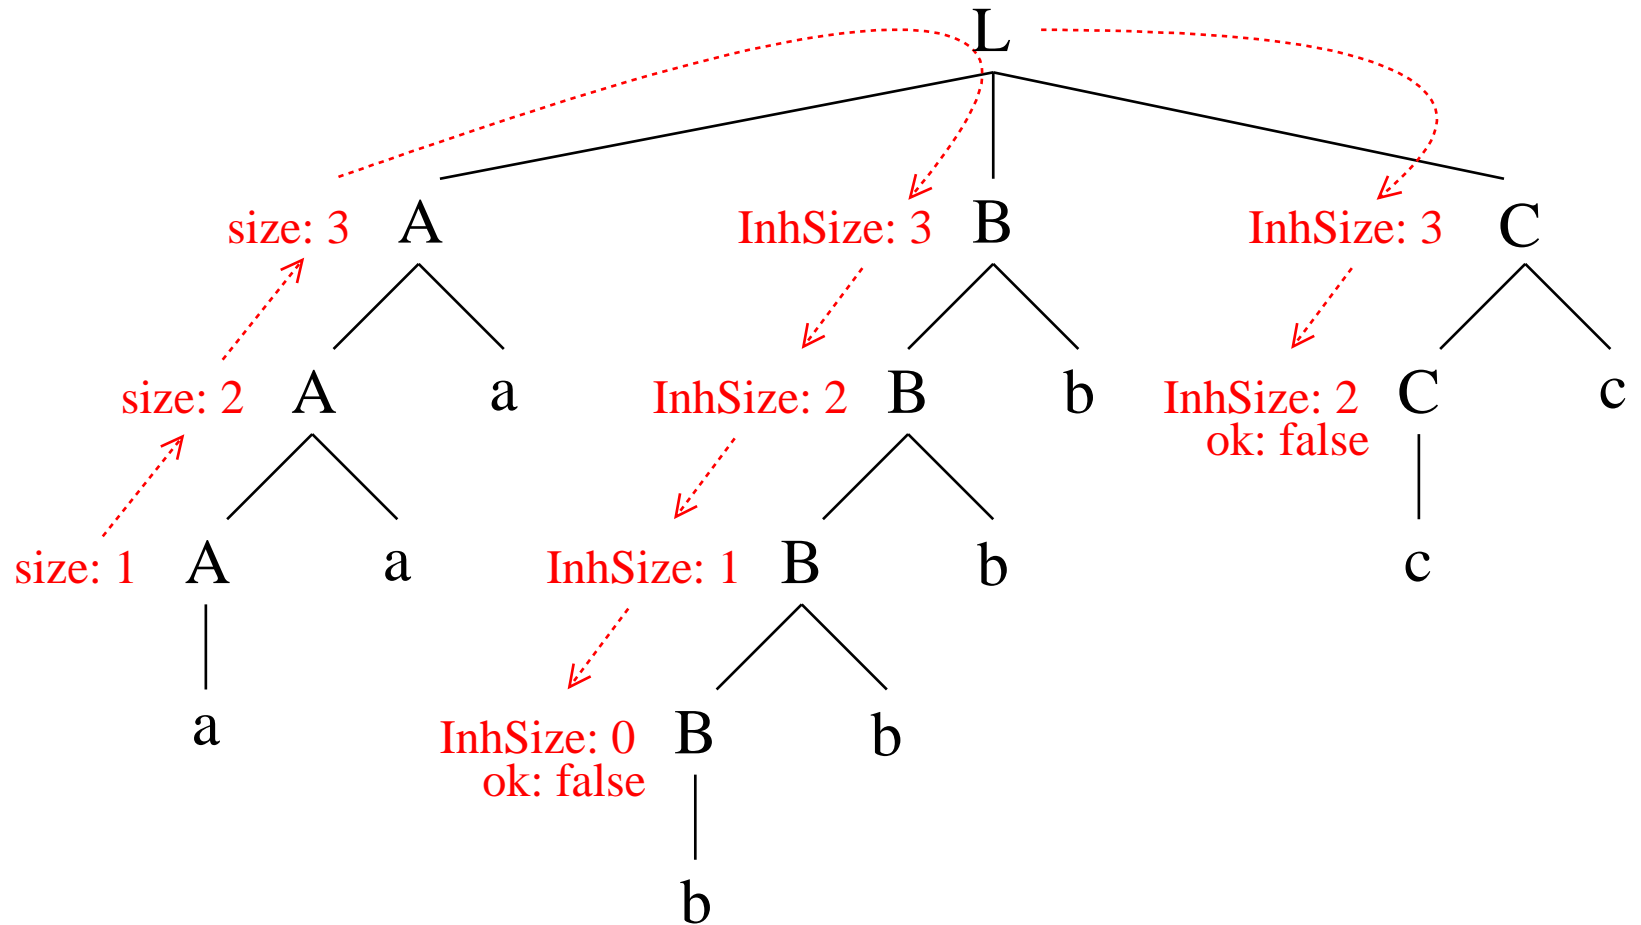 L
size: 3 A InhSize: 3 B InhSize: 3 C
size: 2 A a InhSize: 2 B b InhSize: 2 C c
ok: false
size: 1 A a InhSize: 1 B b c
a InhSize: 0 B b
ok: false
b